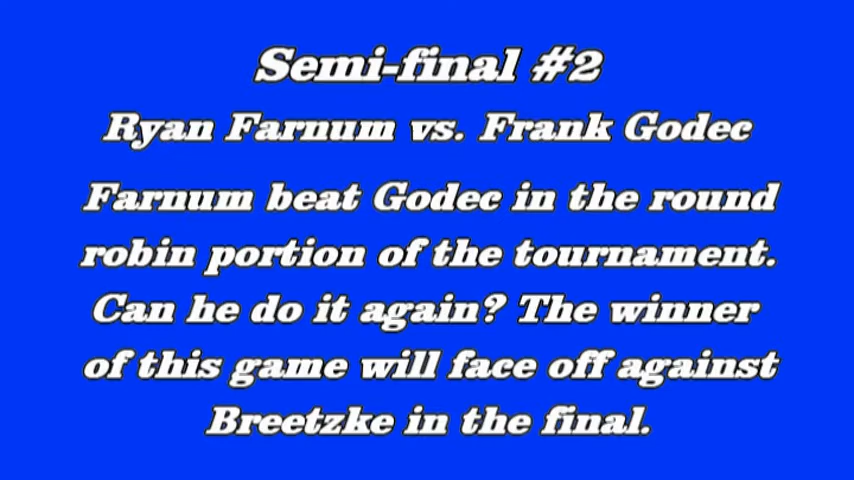 Semi-final #2
Ryan Farnum vs. Frank Godec
Farnum beat Godec in the round
robin portion of the tournament.
Can he do it again? The winner
of this game will face off against
Breetzke in the final.